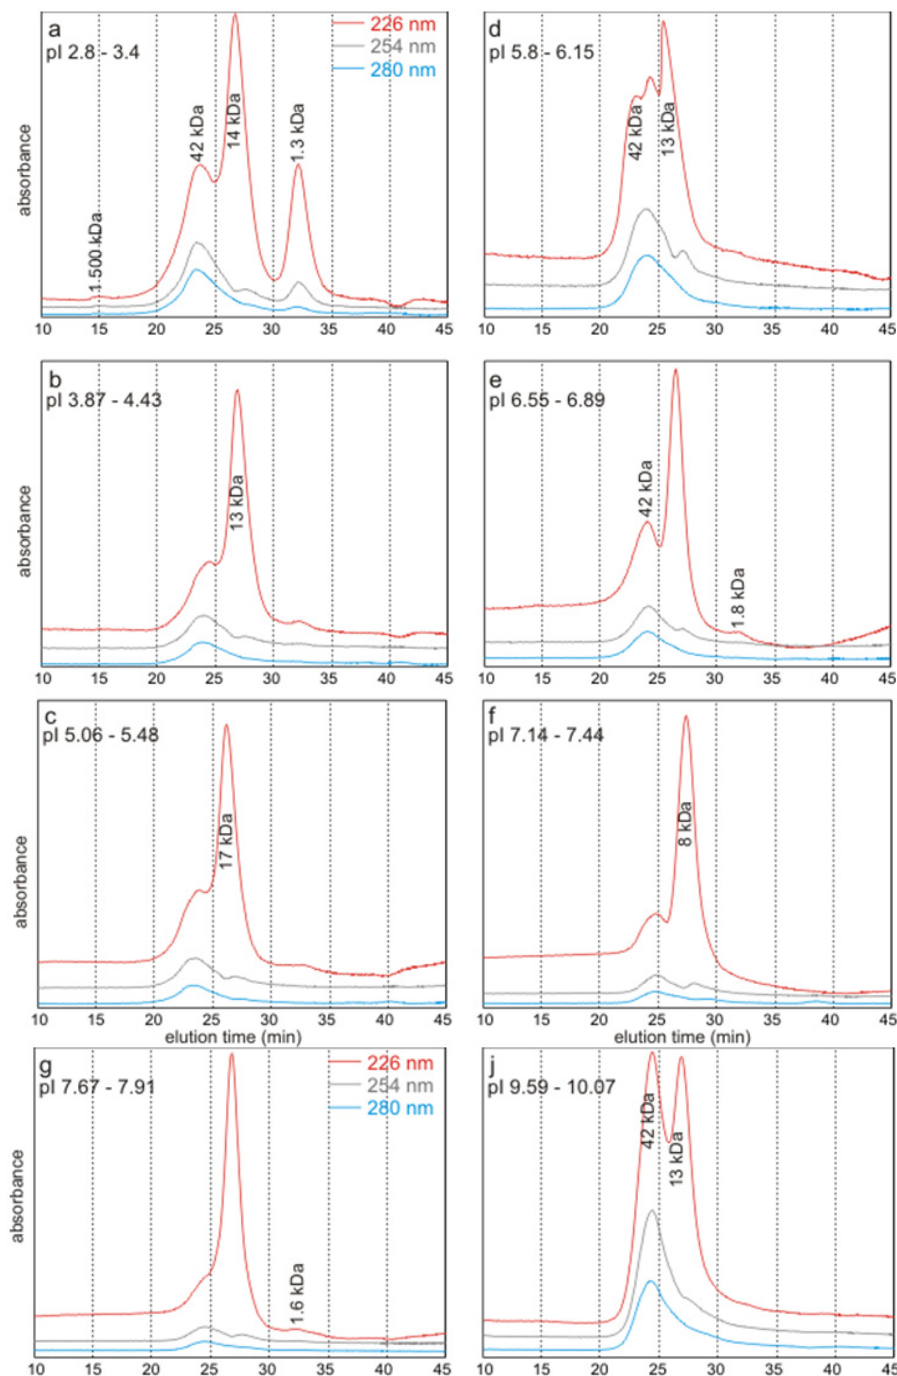 a
pI 2.8 - 3.4
226 nm
254 nm
280 nm
1 500 kDa
42 kDa
14 kDa
1.3 kDa
absorbance
10 15 20 25 30 35 40 45
d
pI 5.8 - 6.15
42 kDa
13 kDa
10 15 20 25 30 35 40 45
b
pI 3.87 - 4.43
13 kDa
absorbance
10 15 20 25 30 35 40 45
e
pI 6.55 - 6.89
42 kDa
1.8 kDa
10 15 20 25 30 35 40 45
c
pI 5.06 - 5.48
17 kDa
absorbance
10 15 20 25 30 35 40 45
elution time (min)
f
pI 7.14 - 7.44
8 kDa
10 15 20 25 30 35 40 45
elution time (min)
g
pI 7.67 - 7.91
226 nm
254 nm
280 nm
1.6 kDa
absorbance
10 15 20 25 30 35 40 45
j
pI 9.59 - 10.07
42 kDa
13 kDa
10 15 20 25 30 35 40 45